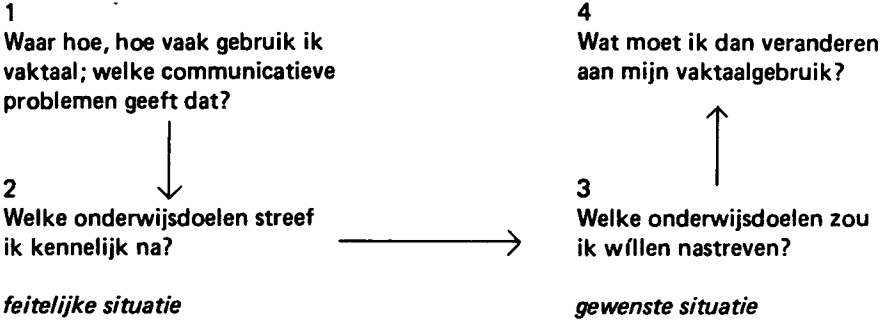 1
Waar hoe, hoe vaak gebruik ik
vaktaal; welke communicatieve
problemen geeft dat?
2
Welke onderwijsdoelen streef
ik kennelijk na?
feitelijke situatie
4
Wat moet ik dan veranderen
aan mijn vaktaalgebruik?
3
Welke onderwijsdoelen zou
ik wíllen nastreven?
gewenste situatie